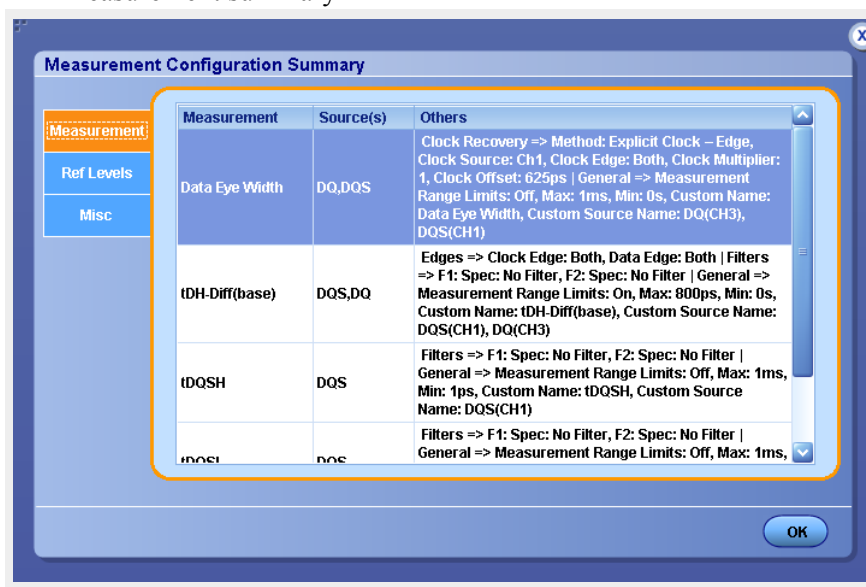 Measurement Configuration Summary
Measurement
Ref Levels
Misc
Measurement Source(s) Others
Data Eye Width DQ,DQS
Clock Recovery => Method: Explicit Clock – Edge,
Clock Source: Ch1, Clock Edge: Both, Clock Multiplier:
1, Clock Offset: 625ps | General => Measurement
Range Limits: Off, Max: 1ms, Min: 0s, Custom Name:
Data Eye Width, Custom Source Name: DQ(CH3),
DQS(CH1)
tDH-Diff(base) DQS,DQ
Edges => Clock Edge: Both, Data Edge: Both | Filters
=> F1: Spec: No Filter, F2: Spec: No Filter | General =>
Measurement Range Limits: On, Max: 800ps, Min: 0s,
Custom Name: tDH-Diff(base), Custom Source Name:
DQS(CH1), DQ(CH3)
tDQSH DQS
Filters => F1: Spec: No Filter, F2: Spec: No Filter |
General => Measurement Range Limits: Off, Max: 1ms,
Min: 1ps, Custom Name: tDQSH, Custom Source
Name: DQS(CH1)
Filters => F1: Spec: No Filter, F2: Spec: No Filter |
General => Measurement Range Limits: Off, Max: 1ms,
OK